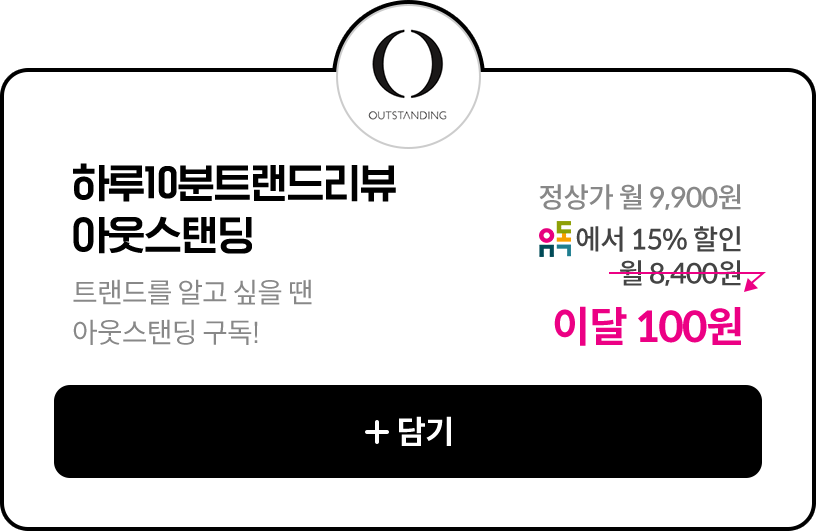 OUTSTANDING
하루10분트랜드리뷰
아웃스탠딩
트랜드를 알고 싶을 땐
아웃스탠딩 구독!
정상가 월 9,900원
유독에서 15% 할인
월 8,400원
이달 100원
+ 담기